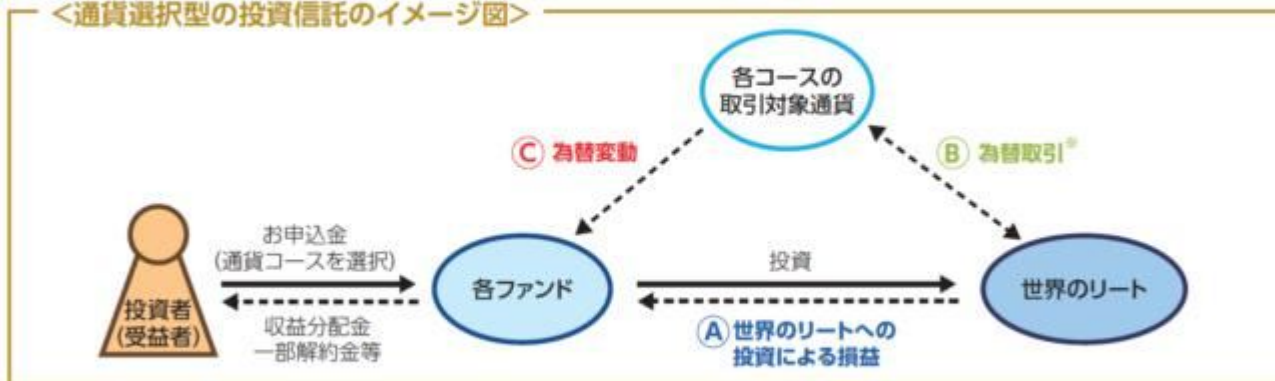 <通貨選択型の投資信託のイメージ図>
各コースの
取引対象通貨
Ⓒ 為替変動
Ⓑ 為替取引※
お申込金
(通貨コースを選択)
投資者
(受益者)
収益分配金
一部解約金等
各ファンド
投資
Ⓐ 世界のリートへの
投資による損益
世界のリート